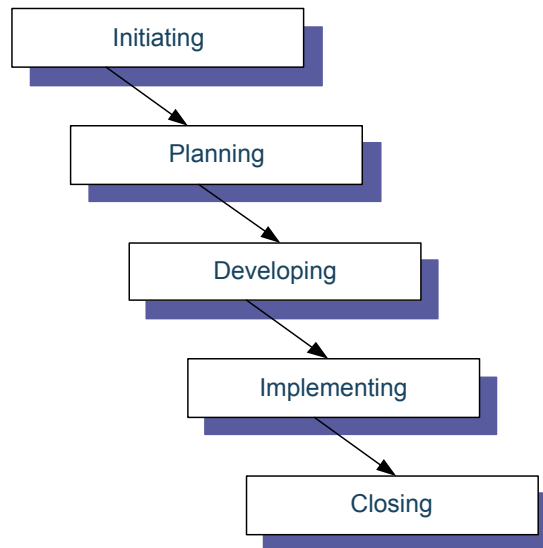 Initiating
Planning
Developing
Implementing
Closing